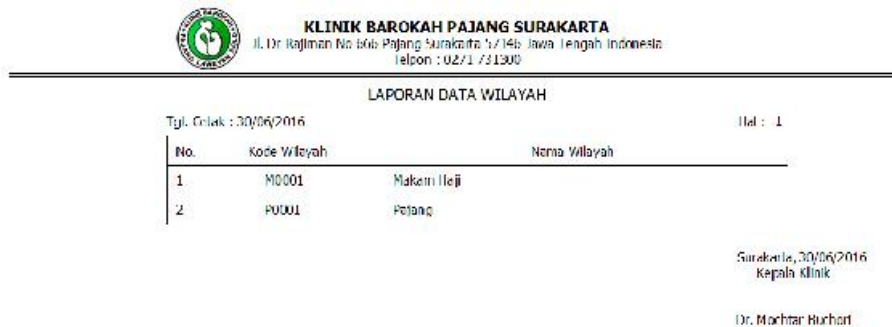 KLINIK BAROKAH PAJANG SURAKARTA
Jl. Dr Rajiman No 666 Pajang Surakarta 57146 Jawa Tengah Indonesia
Telpon : 0271 731300
LAPORAN DATA WILAYAH
Tgl. Cetak : 30/06/2016 Hal : 1
No. Kode Wilayah Nama Wilayah
1 M0001 Makam Haji
2 P0001 Pajang
Surakarta, 30/06/2016
Kepala Klinik
Dr. Mochtar Buchori